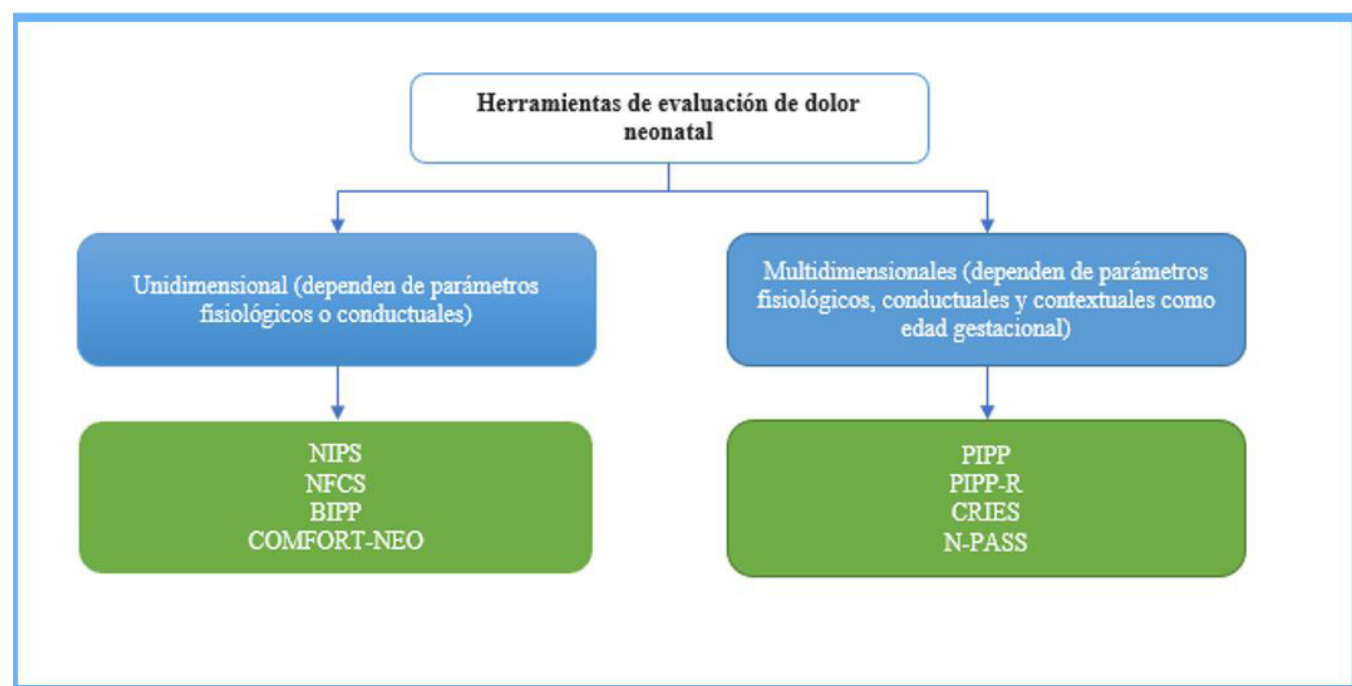 Herramientas de evaluación de dolor
neonatal
Unidimensional (dependen de parámetros
fisiológicos o conductuales)
Multidimensionales (dependen de parámetros
fisiológicos, conductuales y contextuales como
edad gestacional)
NIPS
NFCS
BIPP
COMFORT-NEO
PIPP
PIPP-R
CRIES
N-PASS